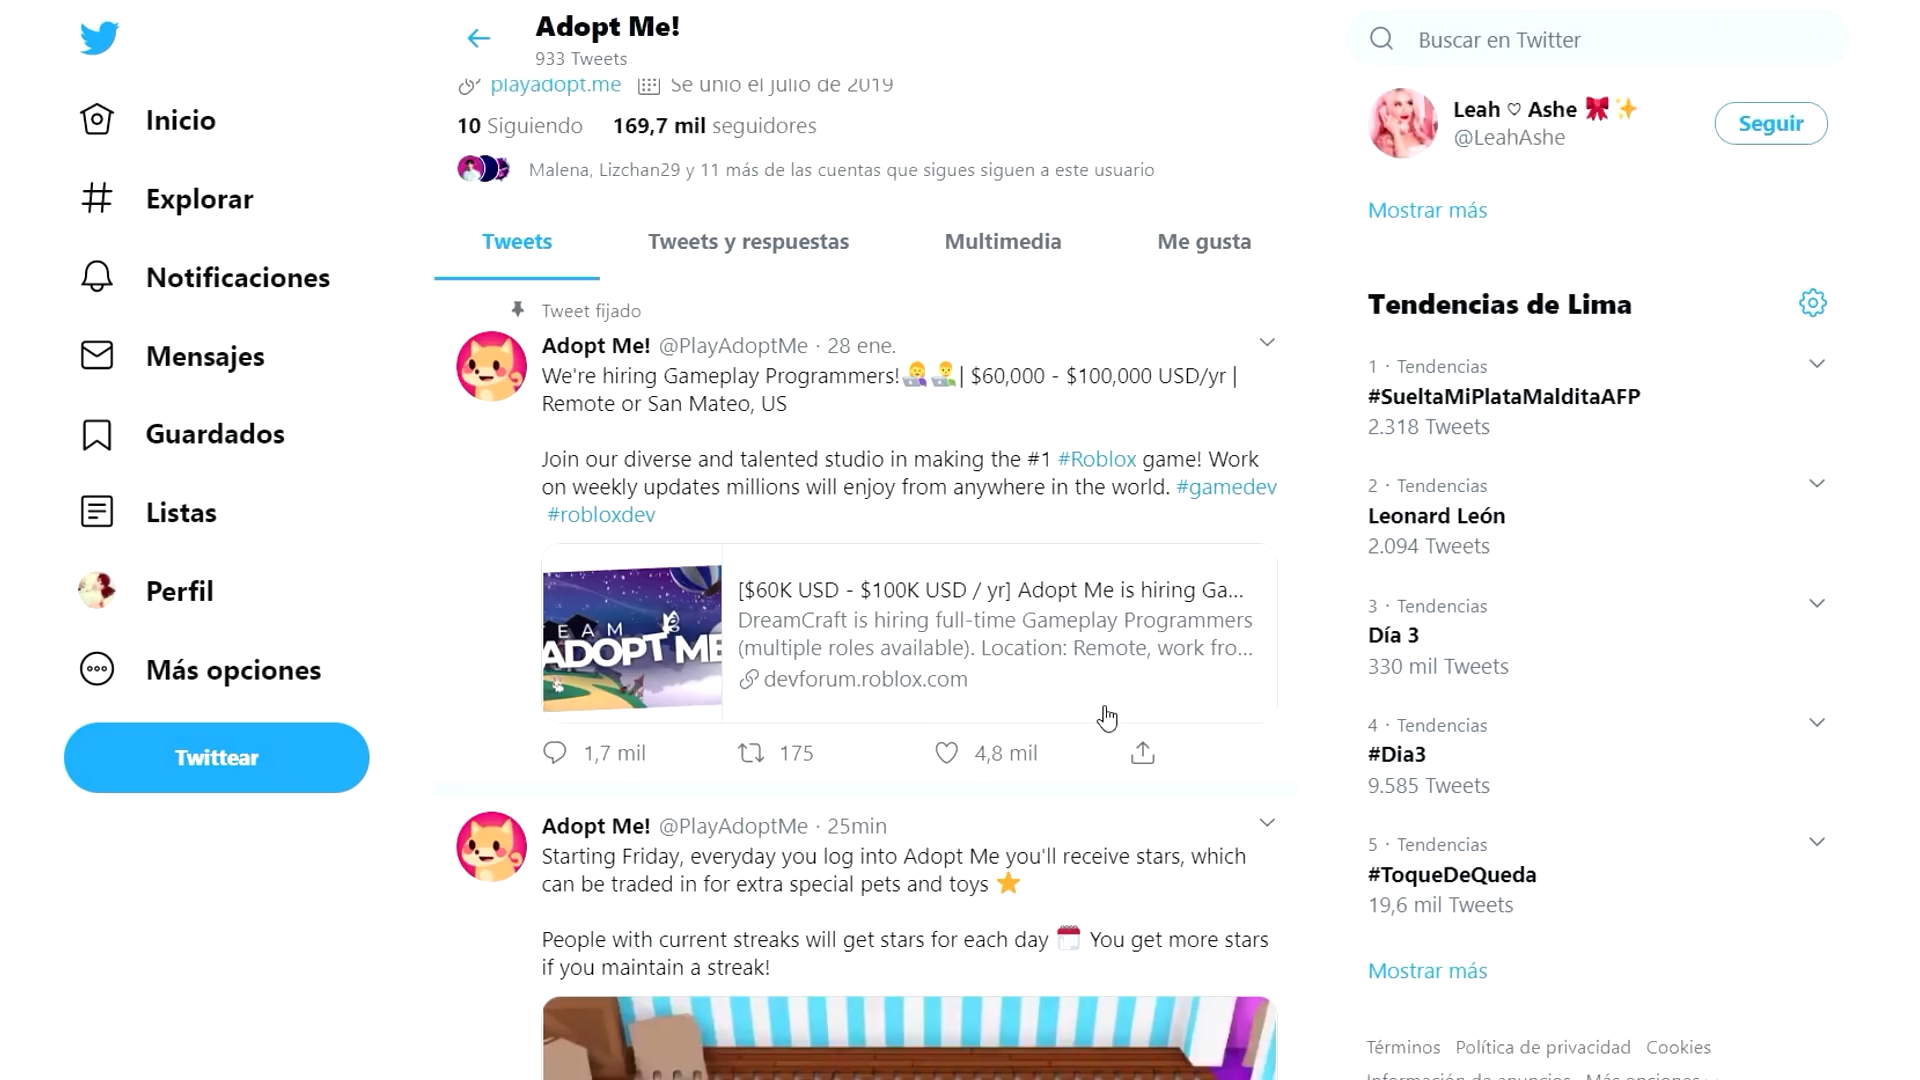 Inicio
Explorar
Notificaciones
Mensajes
Guardados
Listas
Perfil
Más opciones
Twittear
Adopt Me!
933 Tweets
playadopt.me Se unió el julio de 2019
10 Siguiendo 169,7 mil seguidores
Malena, Lizchan29 y 11 más de las cuentas que sigues siguen a este usuario
Tweets Tweets y respuestas Multimedia Me gusta
Tweet fijado
Adopt Me! @PlayAdoptMe · 28 ene.
We're hiring Gameplay Programmers!👩‍💻👨‍💻| $60,000 - $100,000 USD/yr |
Remote or San Mateo, US
Join our diverse and talented studio in making the #1 #Roblox game! Work
on weekly updates millions will enjoy from anywhere in the world. #gamedev
#robloxdev
EAM
ADOPT ME
[$60K USD - $100K USD / yr] Adopt Me is hiring Ga...
DreamCraft is hiring full-time Gameplay Programmers
(multiple roles available). Location: Remote, work fro...
devforum.roblox.com
1,7 mil 175 4,8 mil
Adopt Me! @PlayAdoptMe · 25min
Starting Friday, everyday you log into Adopt Me you'll receive stars, which
can be traded in for extra special pets and toys ⭐
People with current streaks will get stars for each day 🗓 You get more stars
if you maintain a streak!
Buscar en Twitter
Leah ♡ Ashe 🎀✨
@LeahAshe
Seguir
Mostrar más
Tendencias de Lima
1 · Tendencias
#SueltaMiPlataMalditaAFP
2.318 Tweets
2 · Tendencias
Leonard León
2.094 Tweets
3 · Tendencias
Día 3
330 mil Tweets
4 · Tendencias
#Dia3
9.585 Tweets
5 · Tendencias
#ToqueDeQueda
19,6 mil Tweets
Mostrar más
Términos Política de privacidad Cookies
Información de anuncios Más opciones